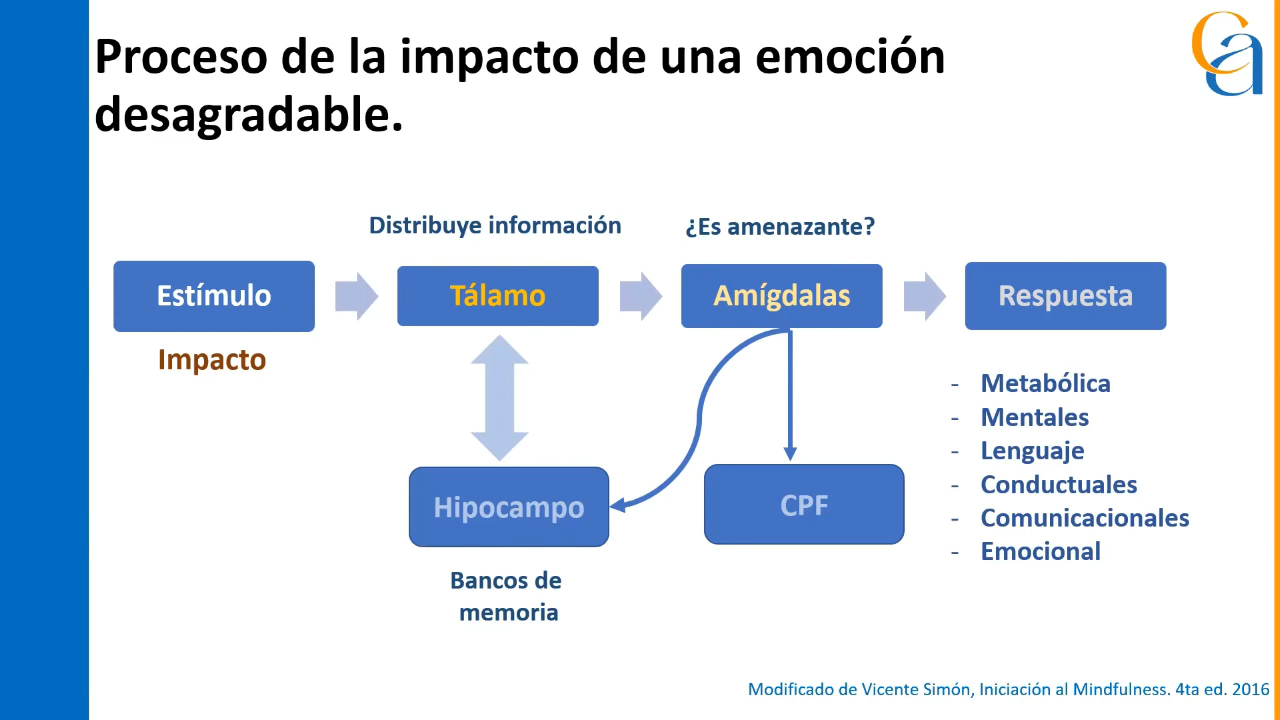 Proceso de la impacto de una emoción
desagradable.
Distribuye información
¿Es amenazante?
Estímulo
Tálamo
Amígdalas
Respuesta
Impacto
- Metabólica
- Mentales
- Lenguaje
- Conductuales
- Comunicacionales
- Emocional
Hipocampo
CPF
Bancos de
memoria
Modificado de Vicente Simón, Iniciación al Mindfulness. 4ta ed. 2016
Ca